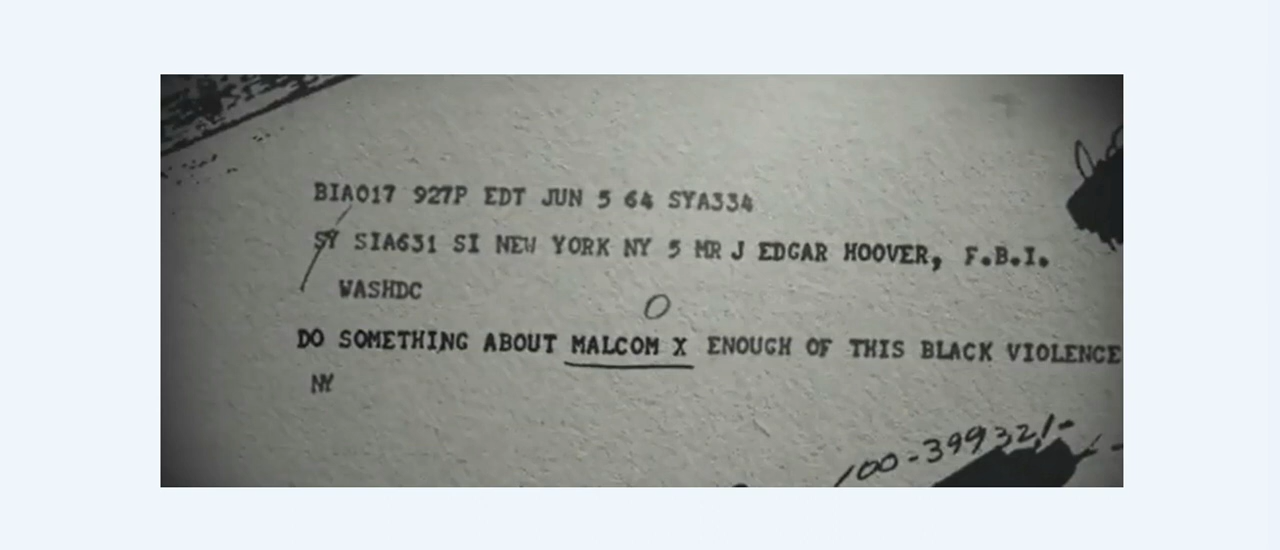 BIA017 927P EDT JUN 5 64 SYA334
SY SIA631 SI NEW YORK NY 5 MR J EDGAR HOOVER, F.B.I.
WASHDC
O
DO SOMETHING ABOUT MALCOM X ENOUGH OF THIS BLACK VIOLENCE
NY
100-399321-